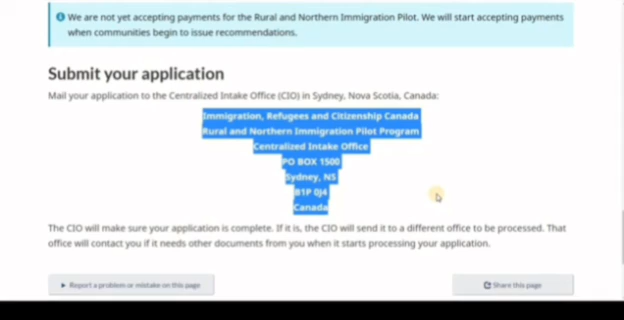 We are not yet accepting payments for the Rural and Northern Immigration Pilot. We will start accepting payments
when communities begin to issue recommendations.
Submit your application
Mail your application to the Centralized Intake Office (CIO) in Sydney, Nova Scotia, Canada:
Immigration, Refugees and Citizenship Canada
Rural and Northern Immigration Pilot Program
Centralized Intake Office
PO BOX 1500
Sydney, NS
B1P 0J4
Canada
The CIO will make sure your application is complete. If it is, the CIO will send it to a different office to be processed. That
office will contact you if it needs other documents from you when it starts processing your application.
Report a problem or mistake on this page
Share this page